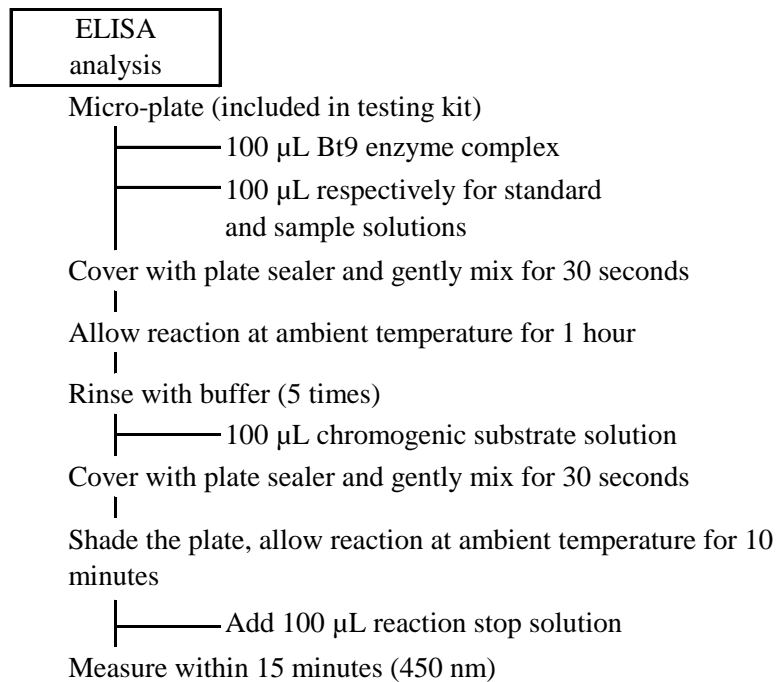 ELISA
analysis
Micro-plate (included in testing kit)
100 µL Bt9 enzyme complex
100 µL respectively for standard
and sample solutions
Cover with plate sealer and gently mix for 30 seconds
Allow reaction at ambient temperature for 1 hour
Rinse with buffer (5 times)
100 µL chromogenic substrate solution
Cover with plate sealer and gently mix for 30 seconds
Shade the plate, allow reaction at ambient temperature for 10
minutes
Add 100 µL reaction stop solution
Measure within 15 minutes (450 nm)